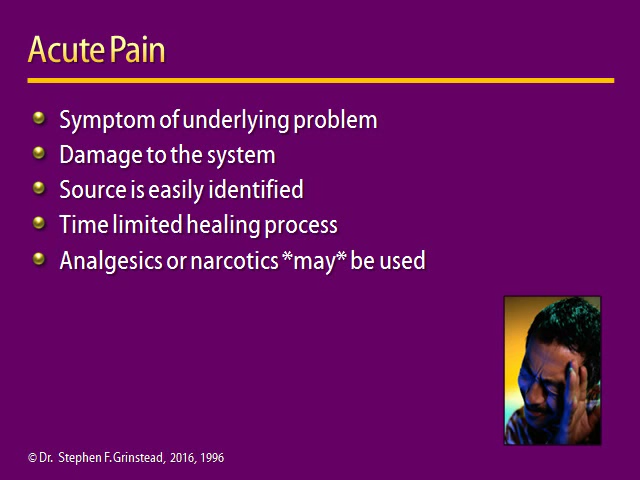 Acute Pain
Symptom of underlying problem
Damage to the system
Source is easily identified
Time limited healing process
Analgesics or narcotics *may* be used
© Dr. Stephen F. Grinstead, 2016, 1996